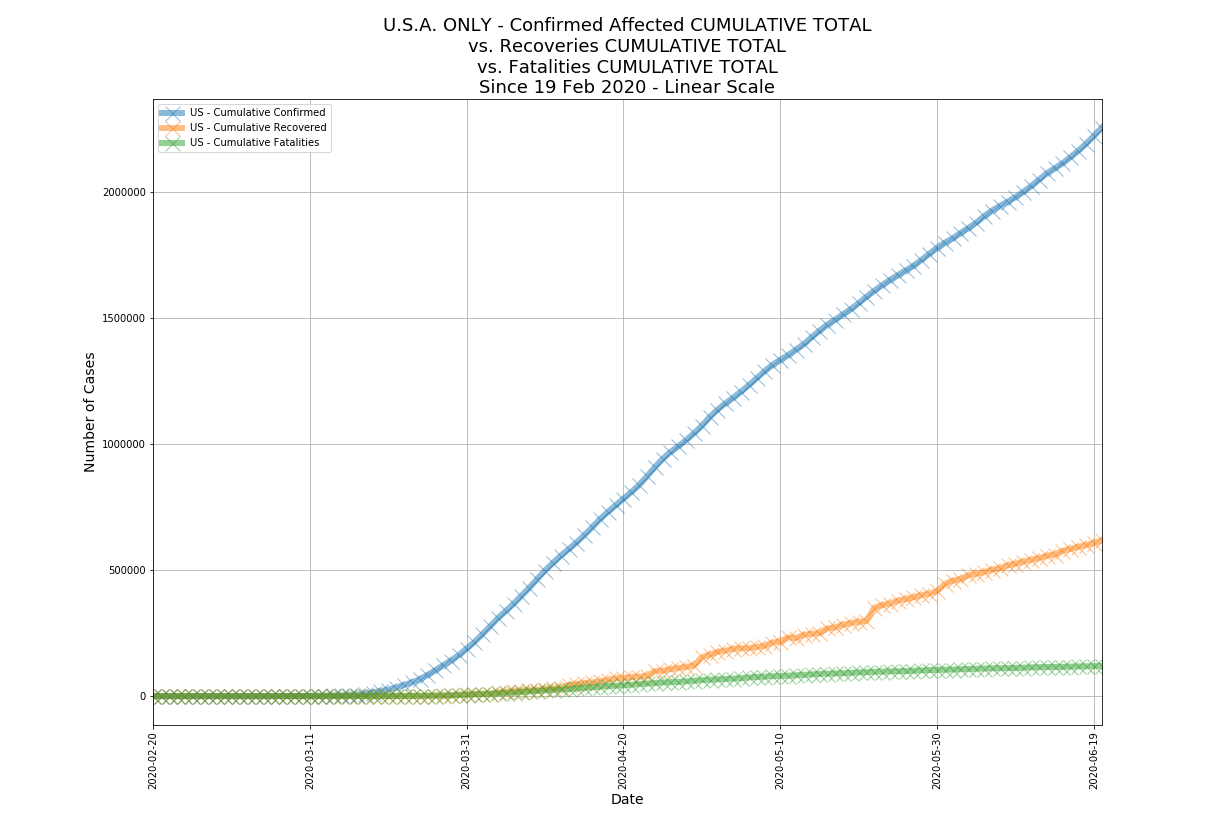 U.S.A. ONLY - Confirmed Affected CUMULATIVE TOTAL
vs. Recoveries CUMULATIVE TOTAL
vs. Fatalities CUMULATIVE TOTAL
Since 19 Feb 2020 - Linear Scale
US - Cumulative Confirmed
US - Cumulative Recovered
US - Cumulative Fatalities
2000000
1500000
1000000
500000
0
Number of Cases
2020-02-20
2020-03-11
2020-03-31
2020-04-20
2020-05-10
2020-05-30
2020-06-19
Date